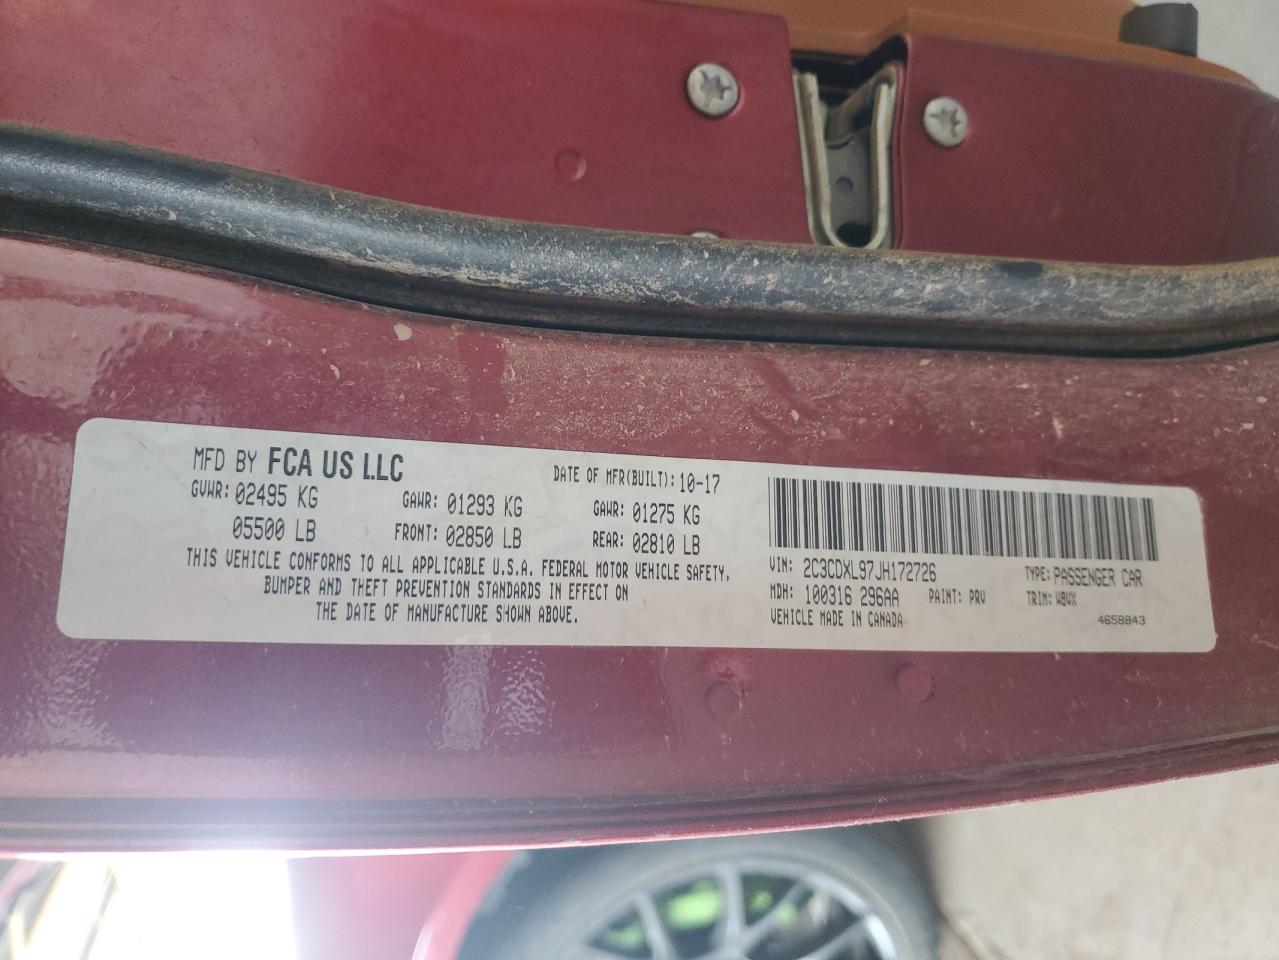 MFD BY FCA US LLC DATE OF MFR(BUILT): 10-17
GVWR: 02495 KG GAWR: 01293 KG GAWR: 01275 KG
05500 LB FRONT: 02850 LB REAR: 02810 LB
THIS VEHICLE CONFORMS TO ALL APPLICABLE U.S.A. FEDERAL MOTOR VEHICLE SAFETY,
BUMPER AND THEFT PREVENTION STANDARDS IN EFFECT ON
THE DATE OF MANUFACTURE SHOWN ABOVE.
VIN: 2C3CDXL97JH172726 TYPE: PASSENGER CAR
MDH: 100316 296AA PAINT: PRV TRIM: W8VX
VEHICLE MADE IN CANADA 4658843